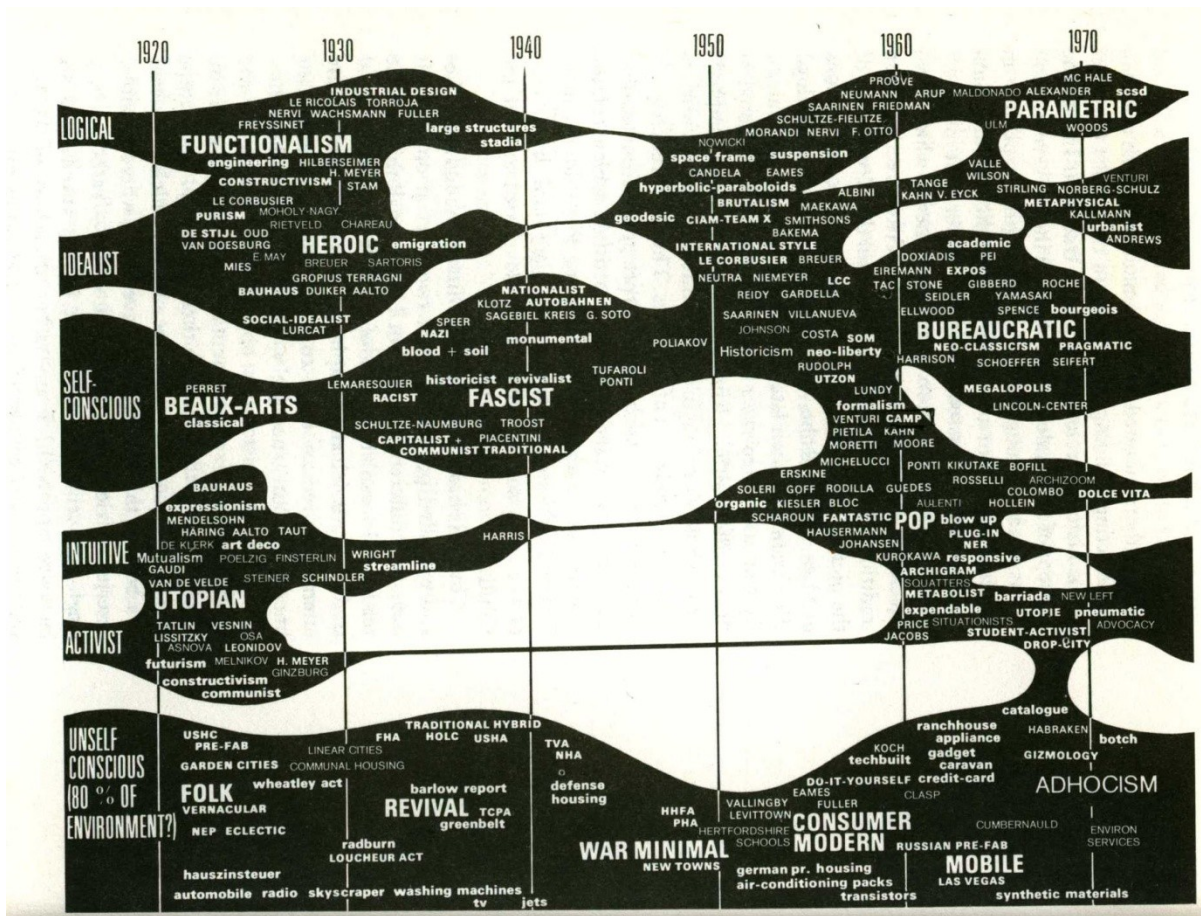 1920 1930 1940 1950 1960 1970
LOGICAL
INDUSTRIAL DESIGN
LE RICOLAIS TORROJA
NERVI WACHSMANN FULLER
FREYSSINET
large structures
stadia
FUNCTIONALISM
engineering HILBERSEIMER
H. MEYER
CONSTRUCTIVISM STAM
PROUVE
NEUMANN ARUP MALDONADO ALEXANDER scsd
MC HALE
SAARINEN FRIEDMAN
SCHULTZE-FIELITZE
MORANDI NERVI F. OTTO
NOWICKI
space frame suspension
CANDELA EAMES
hyperbolic-paraboloids
PARAMETRIC
ULM WOODS
IDEALIST
LE CORBUSIER
PURISM MOHOLY-NAGY
RIETVELD CHAREAU
DE STIJL OUD
VAN DOESBURG
HEROIC emigration
E. MAY BREUER SARTORIS
MIES
GROPIUS TERRAGNI
BAUHAUS DUIKER AALTO
SOCIAL-IDEALIST
LURCAT
BRUTALISM
geodesic CIAM-TEAM X
ALBINI
MAEKAWA
SMITHSONS
BAKEMA
TANGE
KAHN V. EYCK
VALLE
WILSON
STIRLING
VENTURI
NORBERG-SCHULZ
METAPHYSICAL
KALLMANN
urbanist
ANDREWS
INTERNATIONAL STYLE
LE CORBUSIER BREUER
NEUTRA NIEMEYER LCC
REIDY GARDELLA
SAARINEN VILLANUEVA
JOHNSON COSTA SOM
POLIAKOV Historicism neo-liberty
RUDOLPH
UTZON
academic
DOXIADIS PEI
EIREMANN EXPOS
TAC STONE GIBBERD ROCHE
SEIDLER YAMASAKI
ELLWOOD SPENCE bourgeois
BUREAUCRATIC
NEO-CLASSICISM PRAGMATIC
HARRISON SCHOEFFER SEIFERT
LUNDY MEGALOPOLIS
LINCOLN-CENTER
SELF-
CONSCIOUS
PERRET
BEAUX-ARTS
classical
NATIONALIST
KLOTZ AUTOBAHNEN
SAGEBIEL KREIS G. SOTO
SPEER
NAZI monumental
blood + soil
LEMARESQUIER historicist revivalist
RACIST FASCIST
TUFAROLI
PONTI
SCHULTZE-NAUMBURG TROOST
CAPITALIST + PIACENTINI
COMMUNIST TRADITIONAL
formalism
VENTURI CAMP
PIETILA KAHN
MORETTI MOORE
MICHELUCCI PONTI KIKUTAKE BOFILL
ERSKINE ROSSELLI ARCHIZOOM
SOLERI GOFF RODILLA GUEDES COLOMBO DOLCE VITA
organic KIESLER BLOC AULENTI HOLLEIN
SCHAROUN FANTASTIC POP blow up
HAUSERMANN PLUG-IN
JOHANSEN NER
KUROKAWA responsive
INTUITIVE
BAUHAUS
expressionism
MENDELSOHN
HÄRING AALTO TAUT
DE KLERK art deco
Mutualism POELZIG FINSTERLIN
GAUDI
WRIGHT
streamline
HARRIS
VAN DE VELDE STEINER SCHINDLER
UTOPIAN
ACTIVIST
TATLIN VESNIN
LISSITZKY OSA
ASNOVA LEONIDOV
futurism MELNIKOV H. MEYER
GINZBURG
constructivism
communist
ARCHIGRAM
SQUATTERS
METABOLIST barriada NEW LEFT
expendable UTOPIE pneumatic
PRICE SITUATIONISTS ADVOCACY
JACOBS STUDENT-ACTIVIST
DROP-CITY
UNSELF
CONSCIOUS
(80 % OF
ENVIRONMENT?)
USHC
PRE-FAB
GARDEN CITIES
LINEAR CITIES
COMMUNAL HOUSING
TRADITIONAL HYBRID
FHA HOLC USHA
TVA
NHA
FOLK
VERNACULAR
wheatley act
NEP ECLECTIC
barlow report
REVIVAL TCPA
greenbelt
defense
housing
radburn
LOUCHEUR ACT
hauszinsteuer
automobile radio skyscraper washing machines
tv jets
HHFA
PHA
WAR MINIMAL
NEW TOWNS
VALLINGBY
LEVITTOWN
HERTFORDSHIRE
SCHOOLS
KOCH
techbuilt
DO-IT-YOURSELF
EAMES
FULLER
CONSUMER
MODERN
german pr. housing
air-conditioning packs
transistors
ranchhouse
appliance
gadget
caravan
credit-card
CLASP
catalogue
HABRAKEN
botch
GIZMOLOGY
ADHOCISM
CUMBERNAULD
ENVIRON
SERVICES
RUSSIAN PRE-FAB
MOBILE
LAS VEGAS
synthetic materials